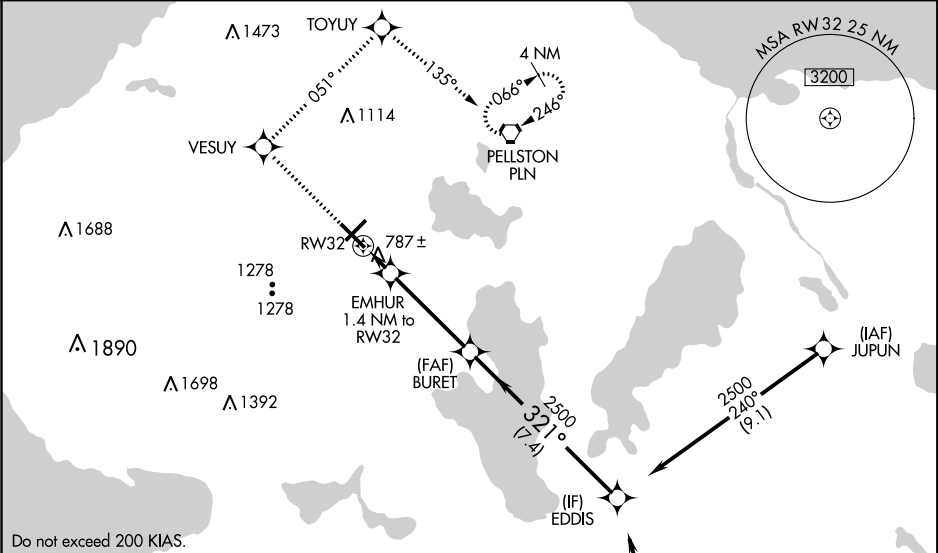 1473
TOYUY
051°
135°
1114
VESUY
4 NM
066°
246°
PELLSTON
PLN
MSA RW32 25 NM
3200
1688
RW32
787±
1278
1278
EMHUR
1.4 NM to
RW32
1890
1698
1392
(FAF)
BURET
2500
321°
(7.4)
(IAF)
JUPUN
2500
240°
(9.1)
(IF)
EDDIS
Do not exceed 200 KIAS.